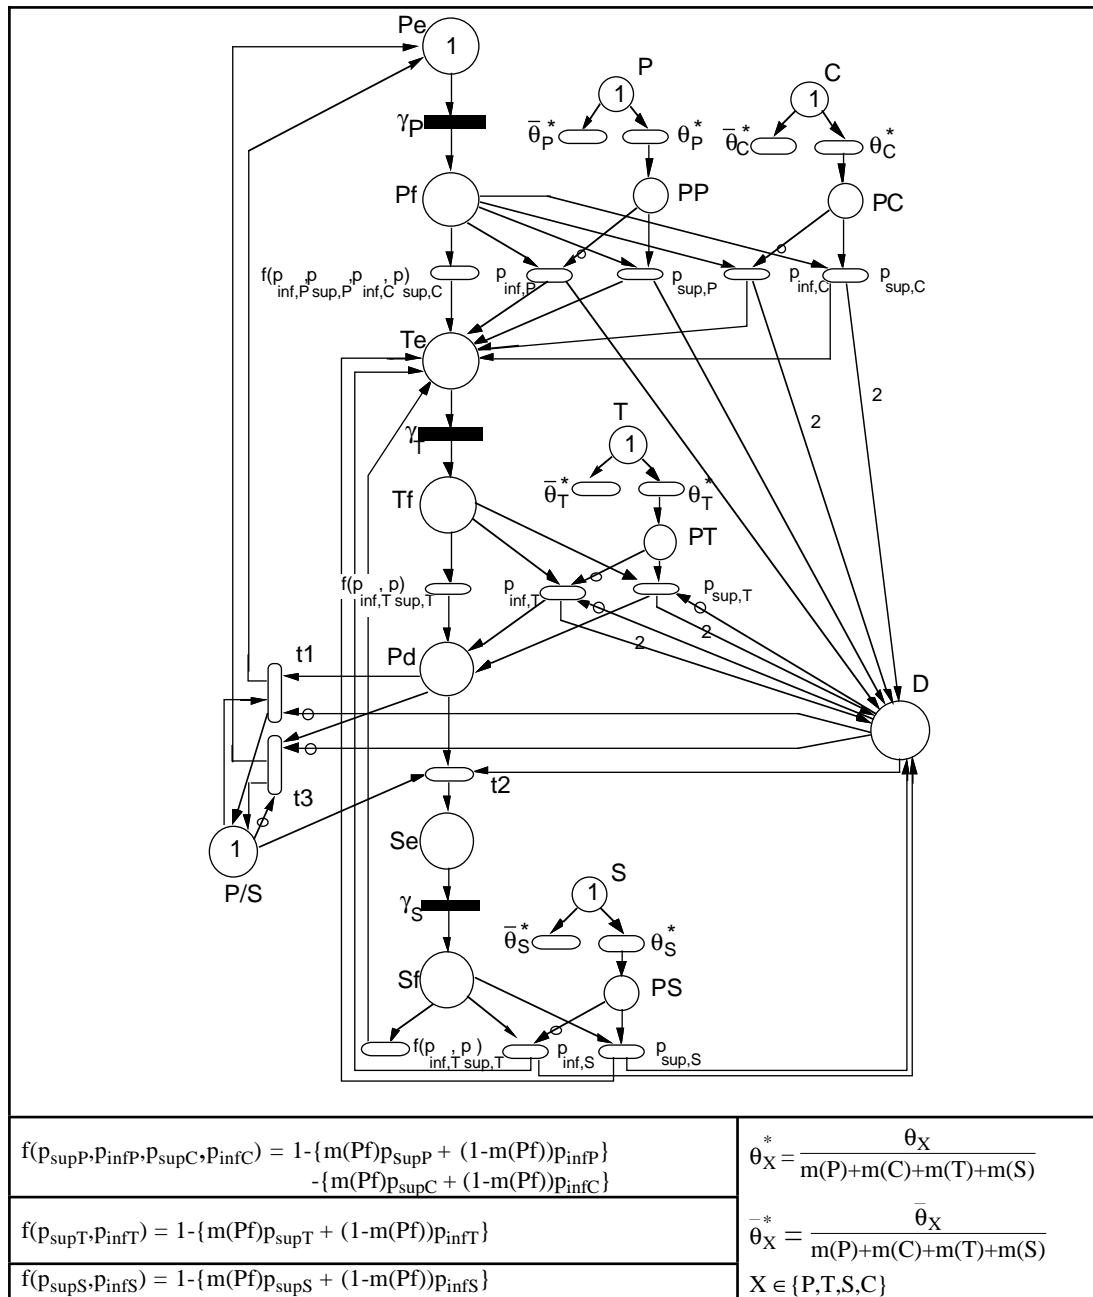 Pe
1
P
C
1
1
γP
θ̄P*
θP*
θ̄C*
θC*
Pf
PP
PC
f(pinf,P, psup,P, pinf,C, p)sup,C
pinf,P
psup,P
pinf,C
psup,C
Te
2
2
γT
T
1
θ̄T*
θT*
Tf
PT
f(pinf,T, p)sup,T
pinf,T
psup,T
2
2
t1
Pd
D
t3
t2
1
P/S
Se
S
1
γS
θ̄S*
θS*
Sf
PS
f(pinf,T, p)sup,T
pinf,S
psup,S
f(psupP,pinfP,psupC,pinfC) = 1-{m(Pf)pSupP + (1-m(Pf))pinfP}
-{m(Pf)psupC + (1-m(Pf))pinfC}
f(psupT,pinfT) = 1-{m(Pf)psupT + (1-m(Pf))pinfT}
f(psupS,pinfS) = 1-{m(Pf)psupS + (1-m(Pf))pinfS}
θX* = θX / m(P)+m(C)+m(T)+m(S)
θ̄X* = θ̄X / m(P)+m(C)+m(T)+m(S)
X ∈ {P,T,S,C}